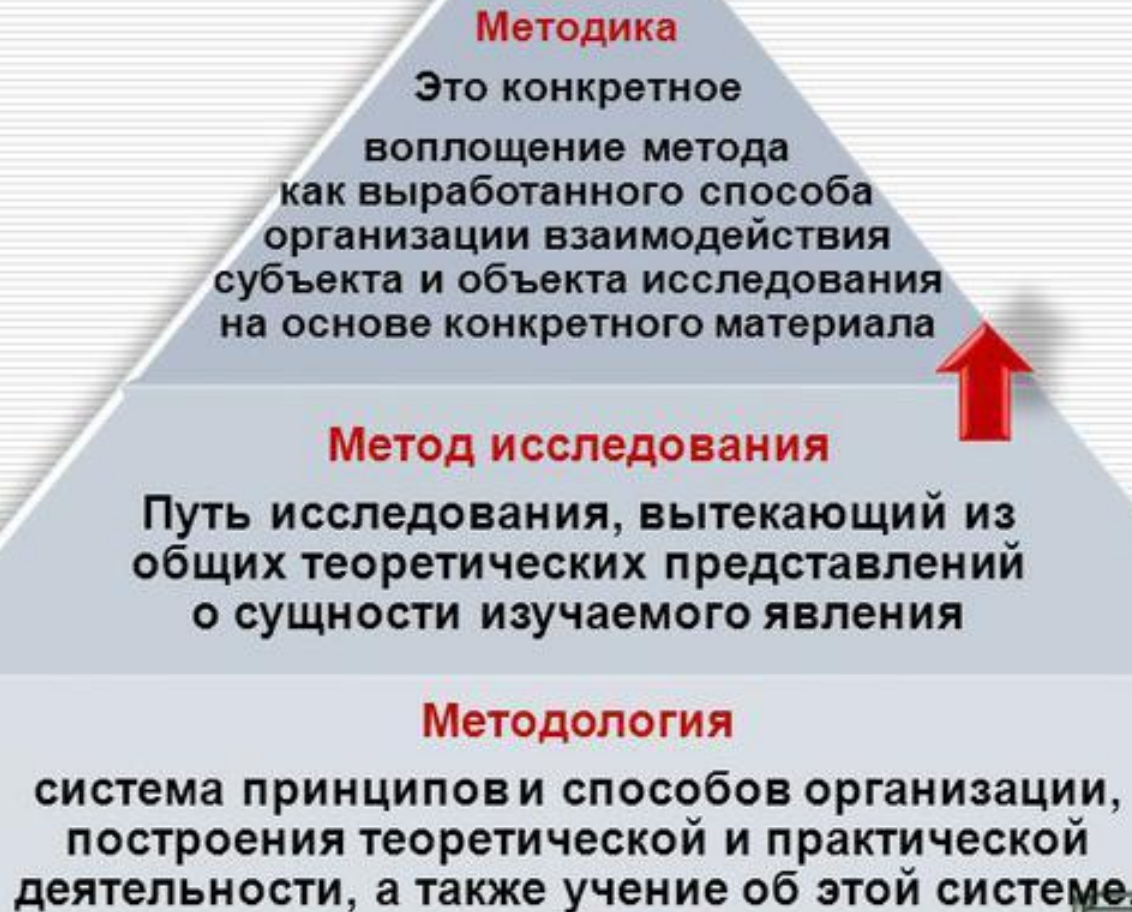 Методика
Это конкретное
воплощение метода
как выработанного способа
организации взаимодействия
субъекта и объекта исследования
на основе конкретного материала
Метод исследования
Путь исследования, вытекающий из
общих теоретических представлений
о сущности изучаемого явления
Методология
система принципов и способов организации,
построения теоретической и практической
деятельности, а также учение об этой системе